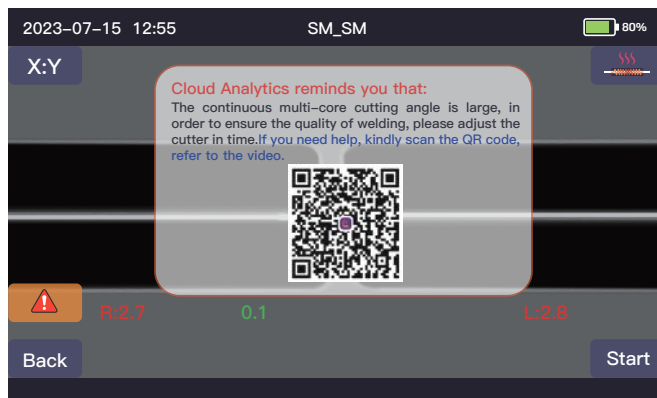 2023-07-15 12:55 SM_SM 80%
X:Y
Cloud Analytics reminds you that:
The continuous mult-core cutting angle is large, in
order to ensure the quality of welding, please adjust the
cutter in time.If you need help, kindly scan the QR code,
refer to the video.
R:2.7 0.1 L:2.8
Back Start